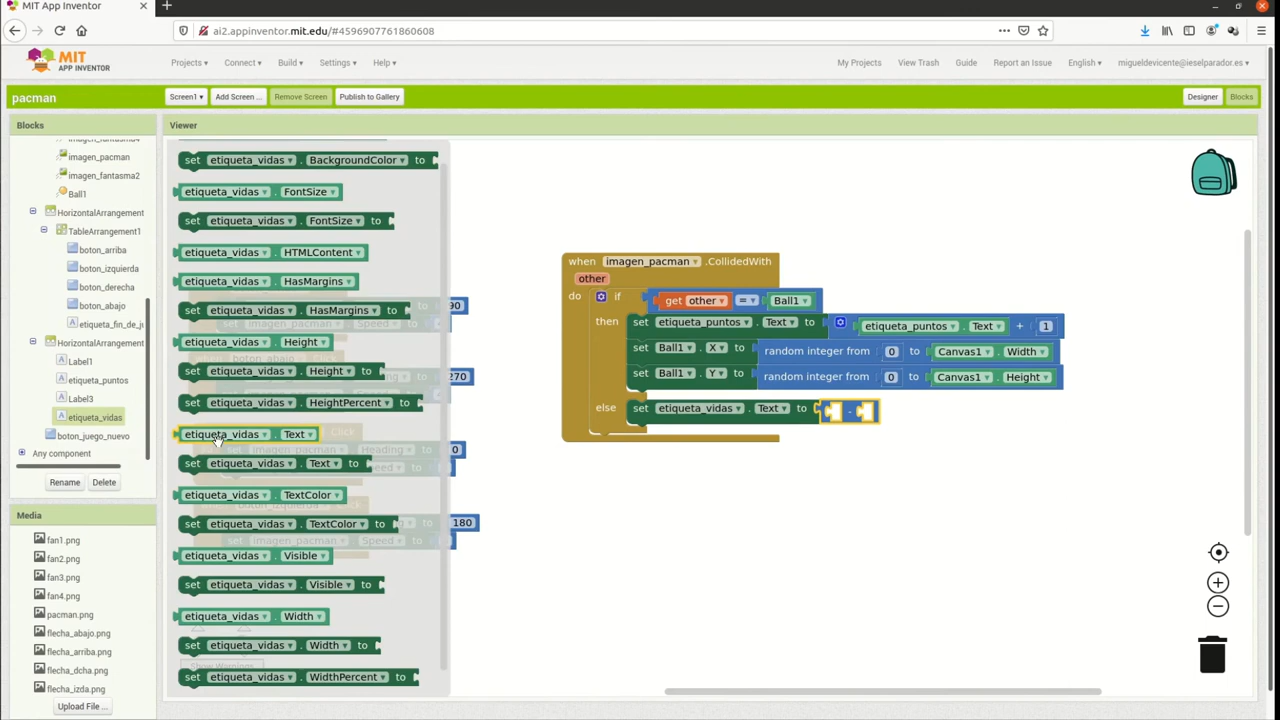 MIT App Inventor
ai2.appinventor.mit.edu/#4596907761860608
MIT
APP INVENTOR
Projects Connect Build Settings Help My Projects View Trash Guide Report an Issue English migueldevicente@ieselparador.es
pacman Screen1 Add Screen ... Remove Screen Publish to Gallery Designer Blocks
Blocks
imagen_pacman
imagen_fantasma2
Ball1
HorizontalArrangement
TableArrangement1
boton_arriba
boton_izquierda
boton_derecha
boton_abajo
etiqueta_fin_de_ju
HorizontalArrangement
Label1
etiqueta_puntos
Label3
etiqueta_vidas
boton_juego_nuevo
Any component
Rename Delete
Media
fan1.png
fan2.png
fan3.png
fan4.png
pacman.png
flecha_abajo.png
flecha_arriba.png
flecha_dcha.png
flecha_izda.png
Upload File ...
Viewer
set etiqueta_vidas . BackgroundColor to
etiqueta_vidas . FontSize
set etiqueta_vidas . FontSize to
etiqueta_vidas . HTMLContent
etiqueta_vidas . HasMargins
set etiqueta_vidas . HasMargins to
etiqueta_vidas . Height
set etiqueta_vidas . Height to
set etiqueta_vidas . HeightPercent to
etiqueta_vidas . Text
set etiqueta_vidas . Text to
etiqueta_vidas . TextColor
set etiqueta_vidas . TextColor to
etiqueta_vidas . Visible
set etiqueta_vidas . Visible to
etiqueta_vidas . Width
set etiqueta_vidas . Width to
Show Warnings
set etiqueta_vidas . WidthPercent to
90
270
0
180
when imagen_pacman .CollidedWith
other
do if get other = Ball1
then set etiqueta_puntos . Text to etiqueta_puntos . Text + 1
set Ball1 . X to random integer from 0 to Canvas1 . Width
set Ball1 . Y to random integer from 0 to Canvas1 . Height
else set etiqueta_vidas . Text to -